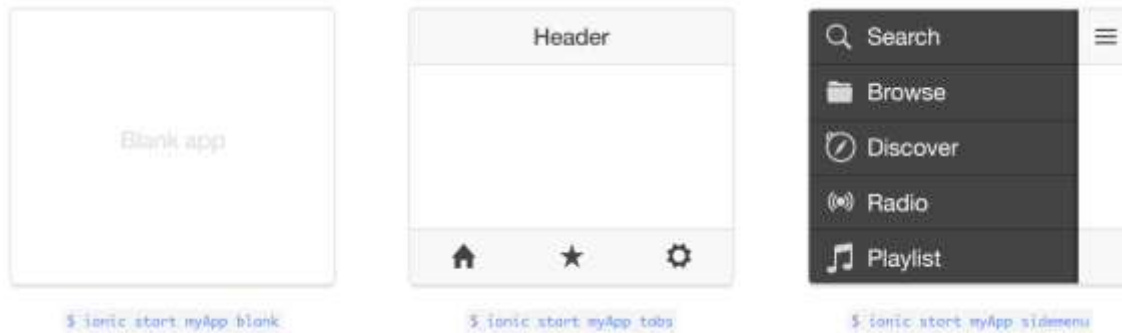 Blank app
$ ionic start myApp blank
Header
$ ionic start myApp tabs
Search
Browse
Discover
Radio
Playlist
$ ionic start myApp sidemenu